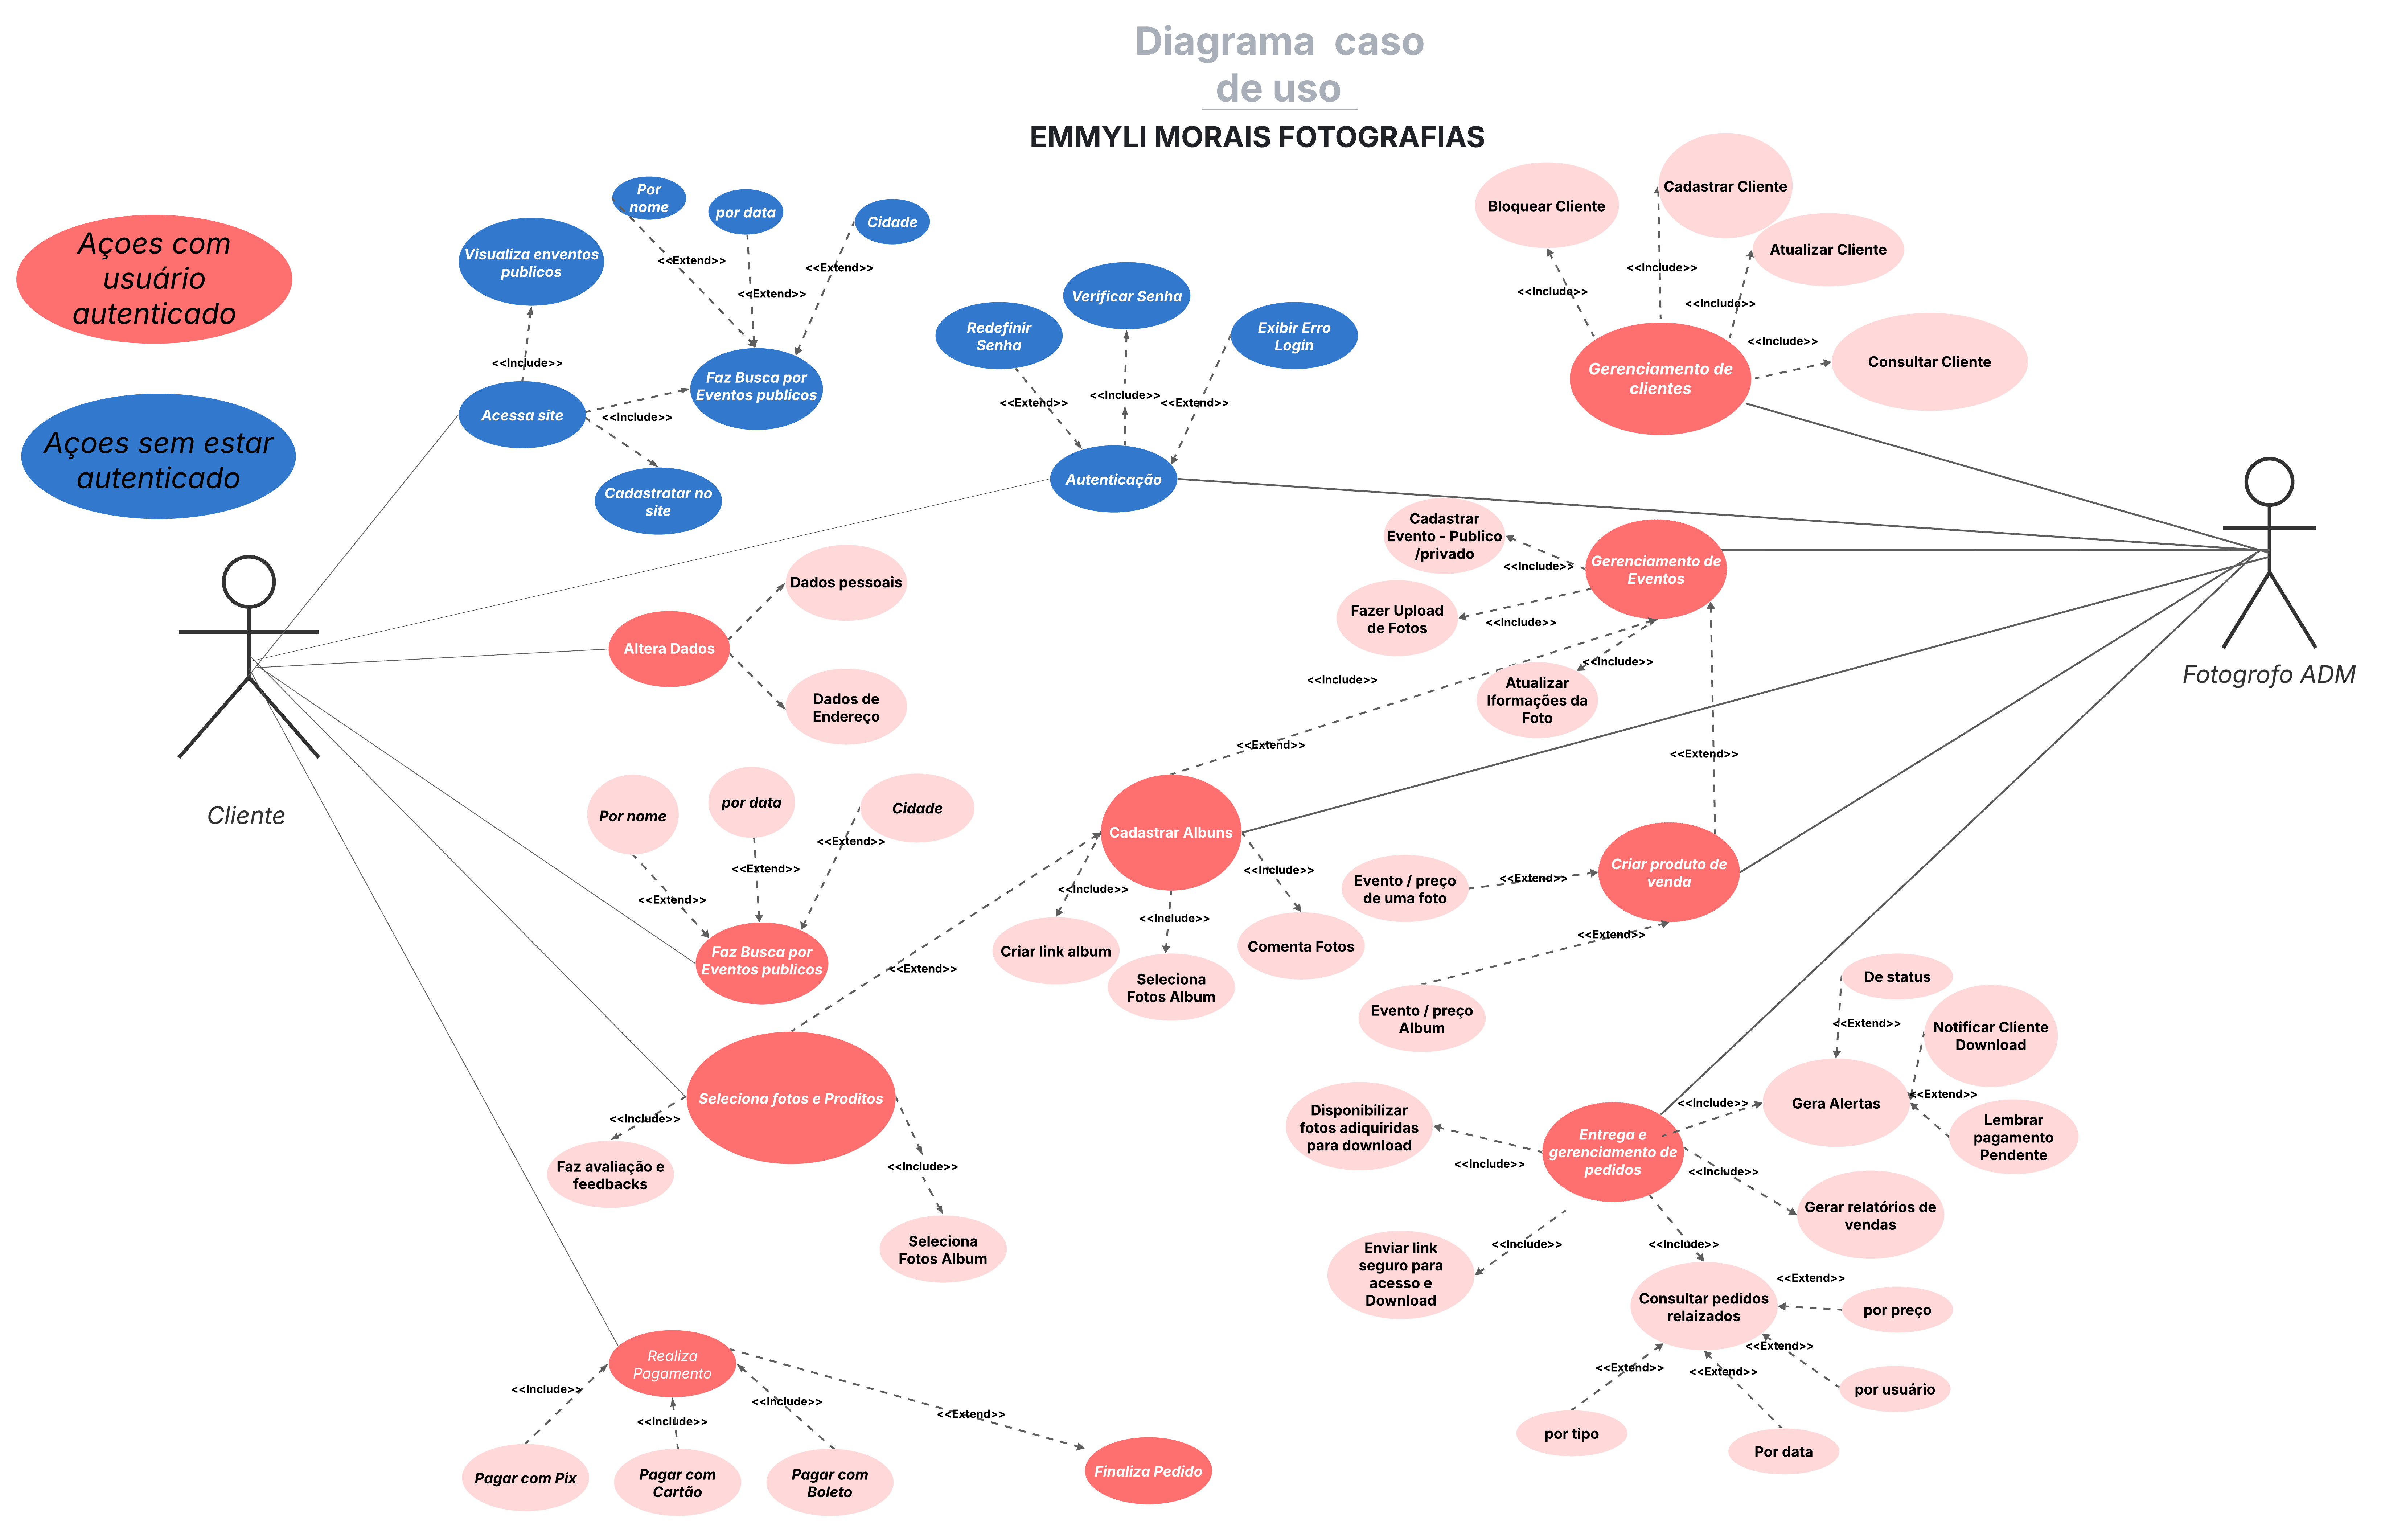 Diagrama caso
de uso
EMMYLI MORAIS FOTOGRAFIAS
Açoes com
usuário
autenticado
Açoes sem estar
autenticado
Cliente
Fotogrofo ADM
Visualiza enventos
publicos
Por
nome
por data
Cidade
<<Extend>>
<<Extend>>
<<Extend>>
<<Include>>
Acessa site
Faz Busca por
Eventos publicos
<<Include>>
Cadastratar no
site
Redefinir
Senha
Verificar Senha
Exibir Erro
Login
<<Extend>>
<<Include>>
<<Extend>>
Autenticação
Bloquear Cliente
Cadastrar Cliente
Atualizar Cliente
Consultar Cliente
<<Include>>
<<Include>>
<<Include>>
<<Include>>
Gerenciamento de
clientes
Cadastrar
Evento - Publico
/privado
<<Include>>
Gerenciamento de
Eventos
Fazer Upload
de Fotos
<<Include>>
<<Include>>
Atualizar
Iformações da
Foto
<<Include>>
<<Extend>>
<<Extend>>
Dados pessoais
Altera Dados
Dados de
Endereço
Por nome
por data
Cidade
<<Extend>>
<<Extend>>
<<Extend>>
Faz Busca por
Eventos publicos
Cadastrar Albuns
<<Include>>
<<Include>>
<<Include>>
Criar link album
Seleciona
Fotos Album
Comenta Fotos
<<Extend>>
Criar produto de
venda
Evento / preço
de uma foto
<<Extend>>
<<Extend>>
Evento / preço
Album
Seleciona fotos e Proditos
<<Include>>
Faz avaliação e
feedbacks
<<Include>>
Seleciona
Fotos Album
De status
<<Extend>>
Notificar Cliente
Download
Gera Alertas
<<Extend>>
Lembrar
pagamento
Pendente
<<Include>>
Disponibilizar
fotos adiquiridas
para download
<<Include>>
Entrega e
gerenciamento de
pedidos
<<Include>>
Gerar relatórios de
vendas
<<Include>>
<<Include>>
Enviar link
seguro para
acesso e
Download
Consultar pedidos
relaizados
<<Extend>>
por preço
<<Extend>>
por usuário
<<Extend>>
<<Extend>>
por tipo
Por data
Realiza
Pagamento
<<Include>>
<<Include>>
<<Include>>
<<Extend>>
Pagar com Pix
Pagar com
Cartão
Pagar com
Boleto
Finaliza Pedido